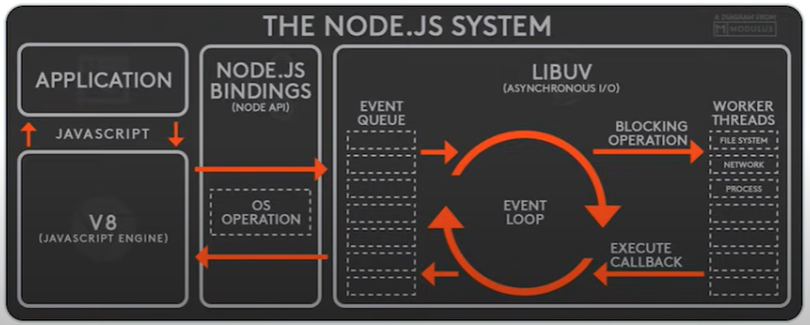 THE NODE.JS SYSTEM
A DIAGRAM FROM
MODULUS
APPLICATION
JAVASCRIPT
V8
(JAVASCRIPT ENGINE)
NODE.JS
BINDINGS
(NODE API)
OS
OPERATION
LIBUV
(ASYNCHRONOUS I/O)
EVENT
QUEUE
EVENT
LOOP
BLOCKING
OPERATION
EXECUTE
CALLBACK
WORKER
THREADS
FILE SYSTEM
NETWORK
PROCESS